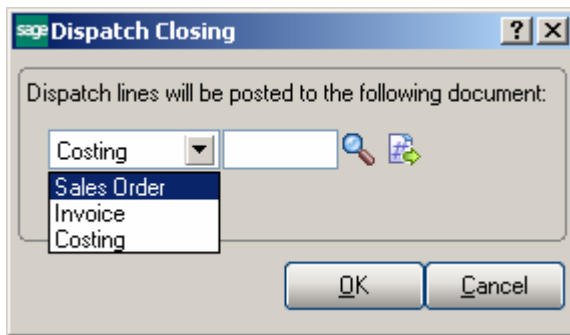 sage Dispatch Closing ? X
Dispatch lines will be posted to the following document:
Costing
Sales Order
Invoice
Costing
OK Cancel